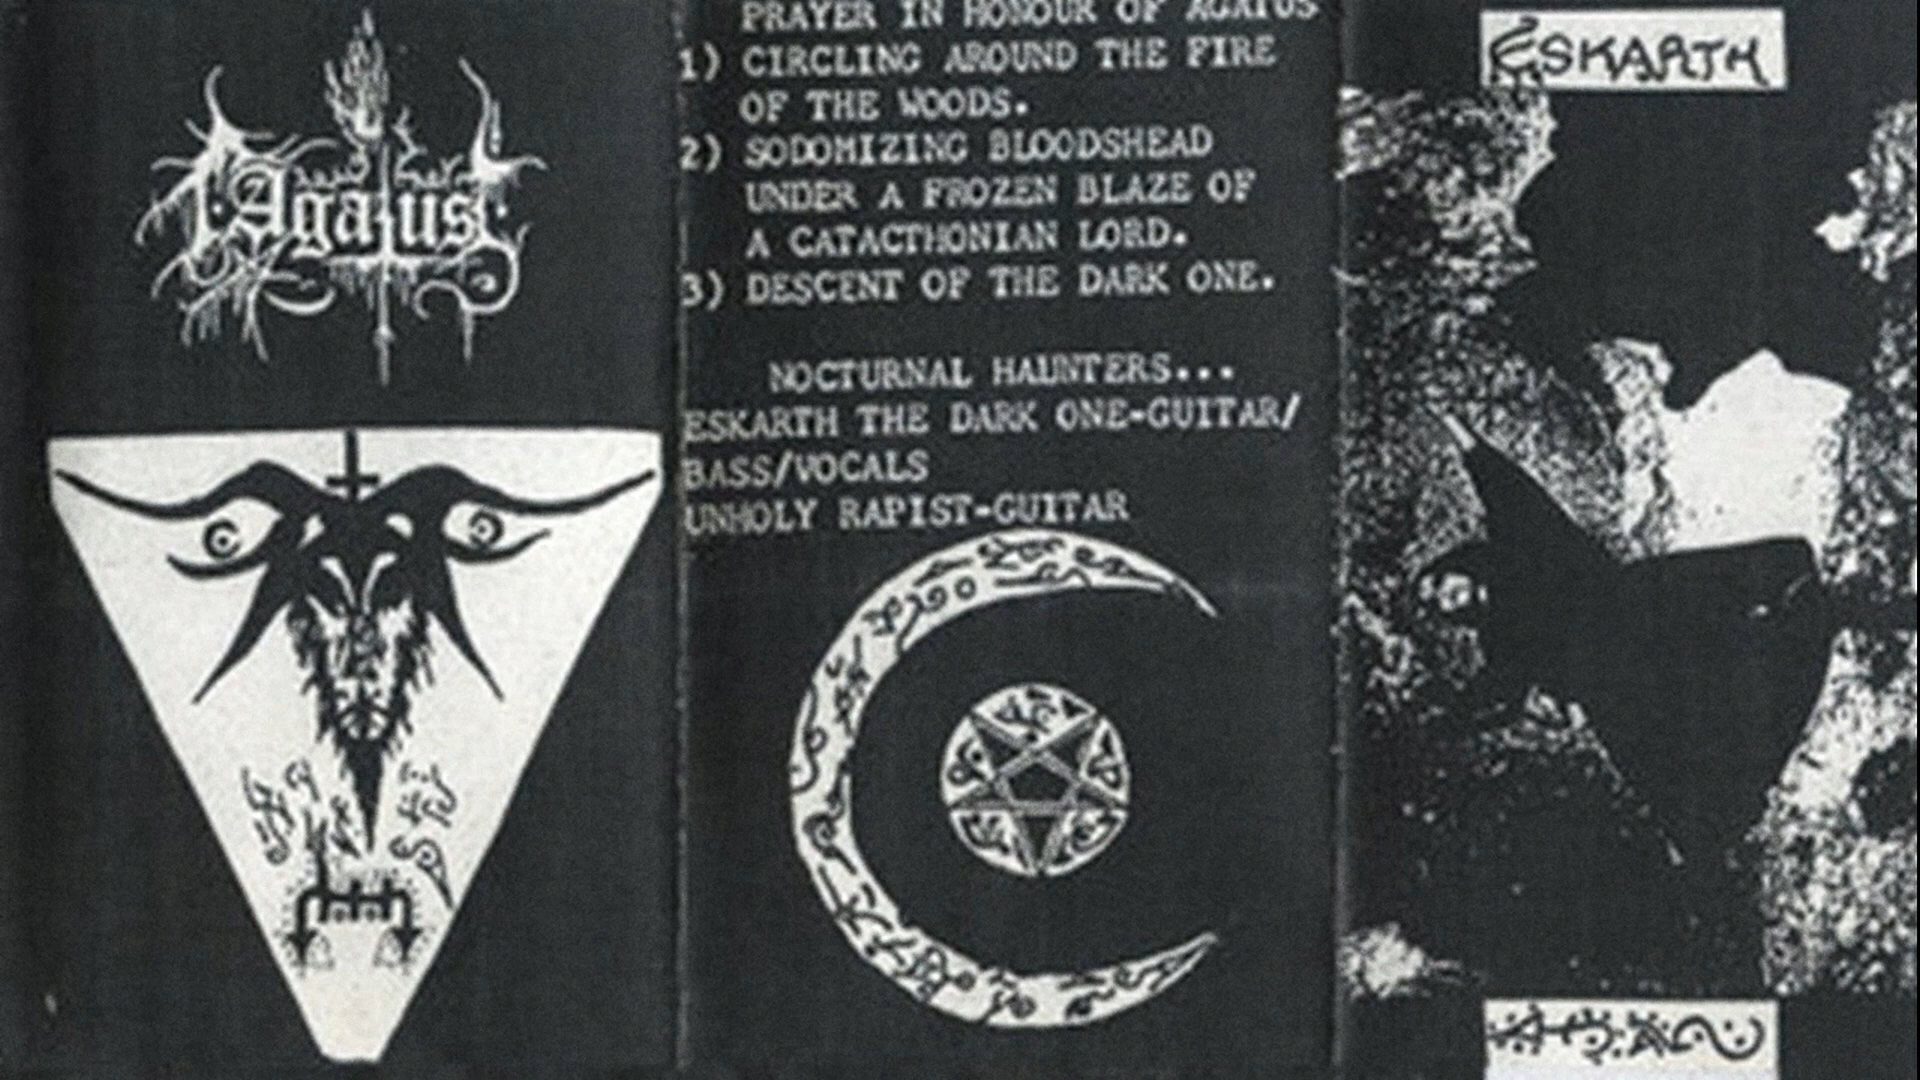 Agatus
PRAYER IN HONOUR OF AGATUS
1) CIRCLING AROUND THE FIRE
OF THE WOODS.
2) SODOMIZING BLOODSHEAD
UNDER A FROZEN BLAZE OF
A CATACTHONIAN LORD.
3) DESCENT OF THE DARK ONE.
NOCTURNAL HAUNTERS...
ESKARTH THE DARK ONE-GUITAR/
BASS/VOCALS
UNHOLY RAPIST-GUITAR
ESKARTH